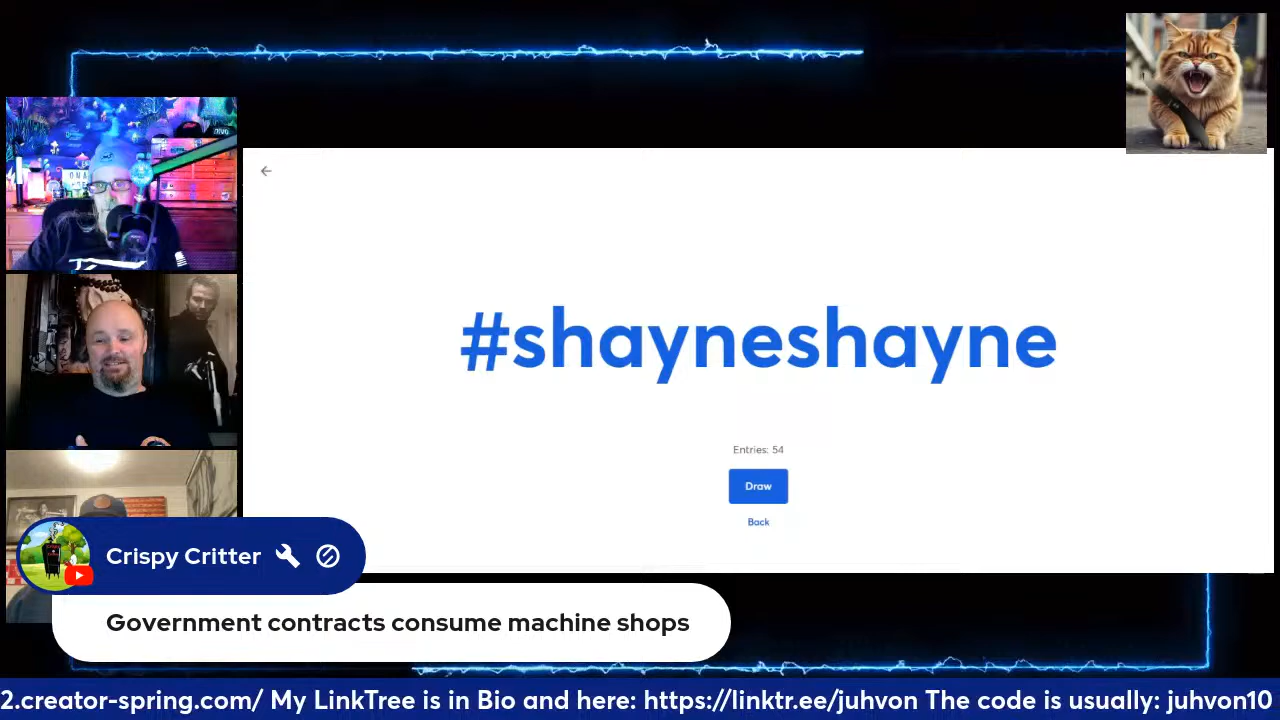 #shayneshayne
Entries: 54
Draw
Back
Crispy Critter
Government contracts consume machine shops
2.creator-spring.com/ My LinkTree is in Bio and here: https://linktr.ee/juhvon The code is usually: juhvon10